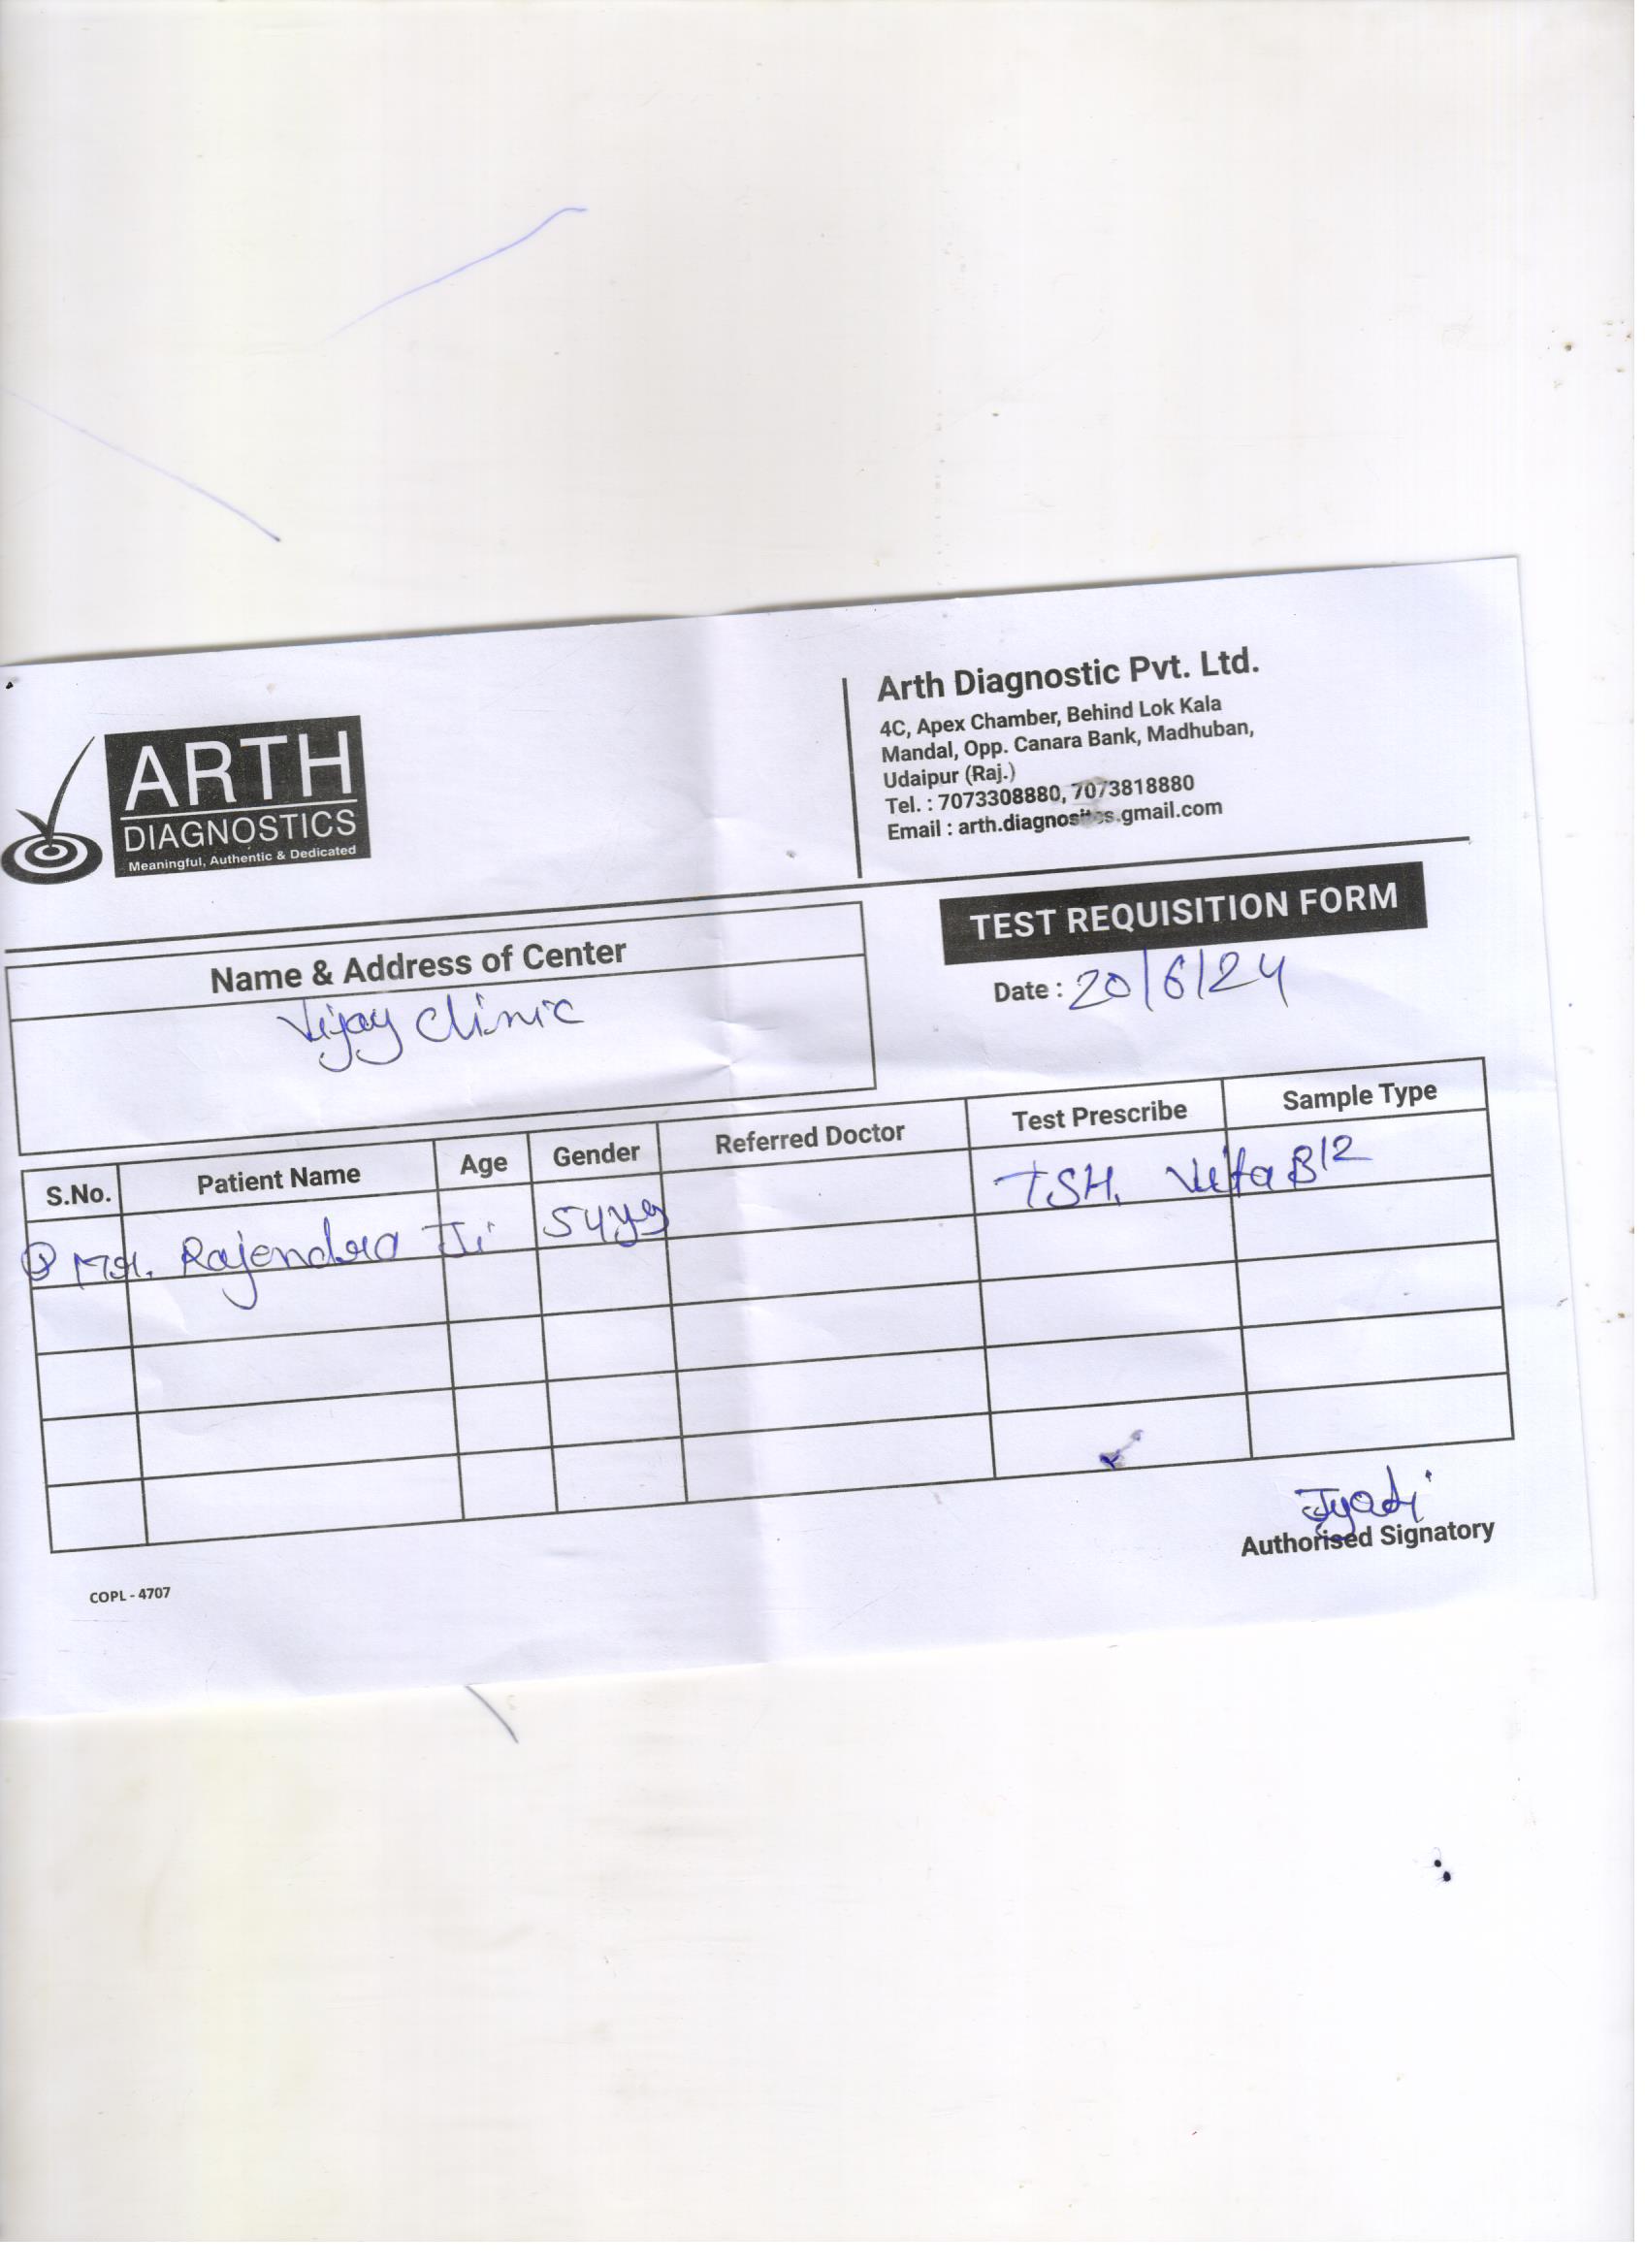 ARTH
DIAGNOSTICS
Meaningful, Authentic & Dedicated
Arth Diagnostic Pvt. Ltd.
4C, Apex Chamber, Behind Lok Kala
Mandal, Opp. Canara Bank, Madhuban,
Udaipur (Raj.)
Tel. : 7073308880, 7073818880
Email : arth.diagnosites.gmail.com
TEST REQUISITION FORM
Date : 20/6/24
Name & Address of Center
Vijay Clinic
S.No. Patient Name Age Gender Referred Doctor Test Prescribe Sample Type
Mr. Rajendra Ji 54yrs TSH. Vita B12
Jyoti
Authorised Signatory
COPL - 4707